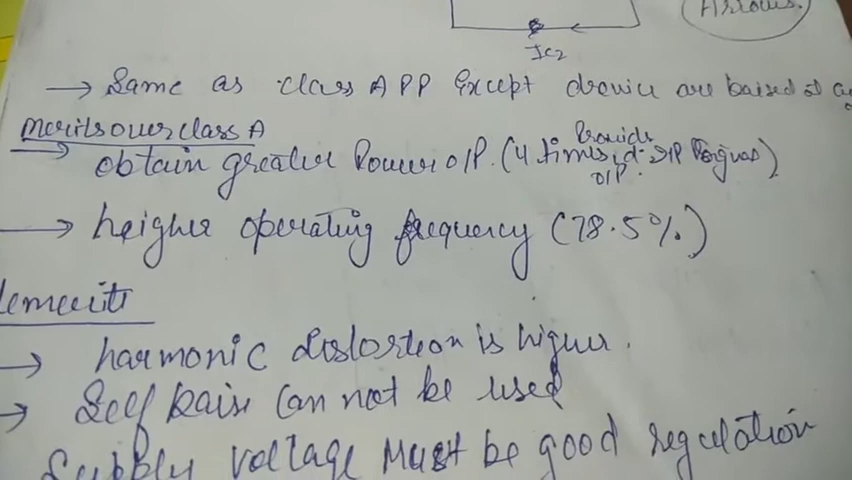 Arrows.
Ic2
→ Same as class A PP Except device are baised at
Merits over class A
→ obtain greater Power O/P. (4 times, Provide O/P.
→ heigher operating frequency (78.5%)
demerits
→ harmonic distortion is higher.
→ Self bais can not be used
Supply voltage Must be good regulation